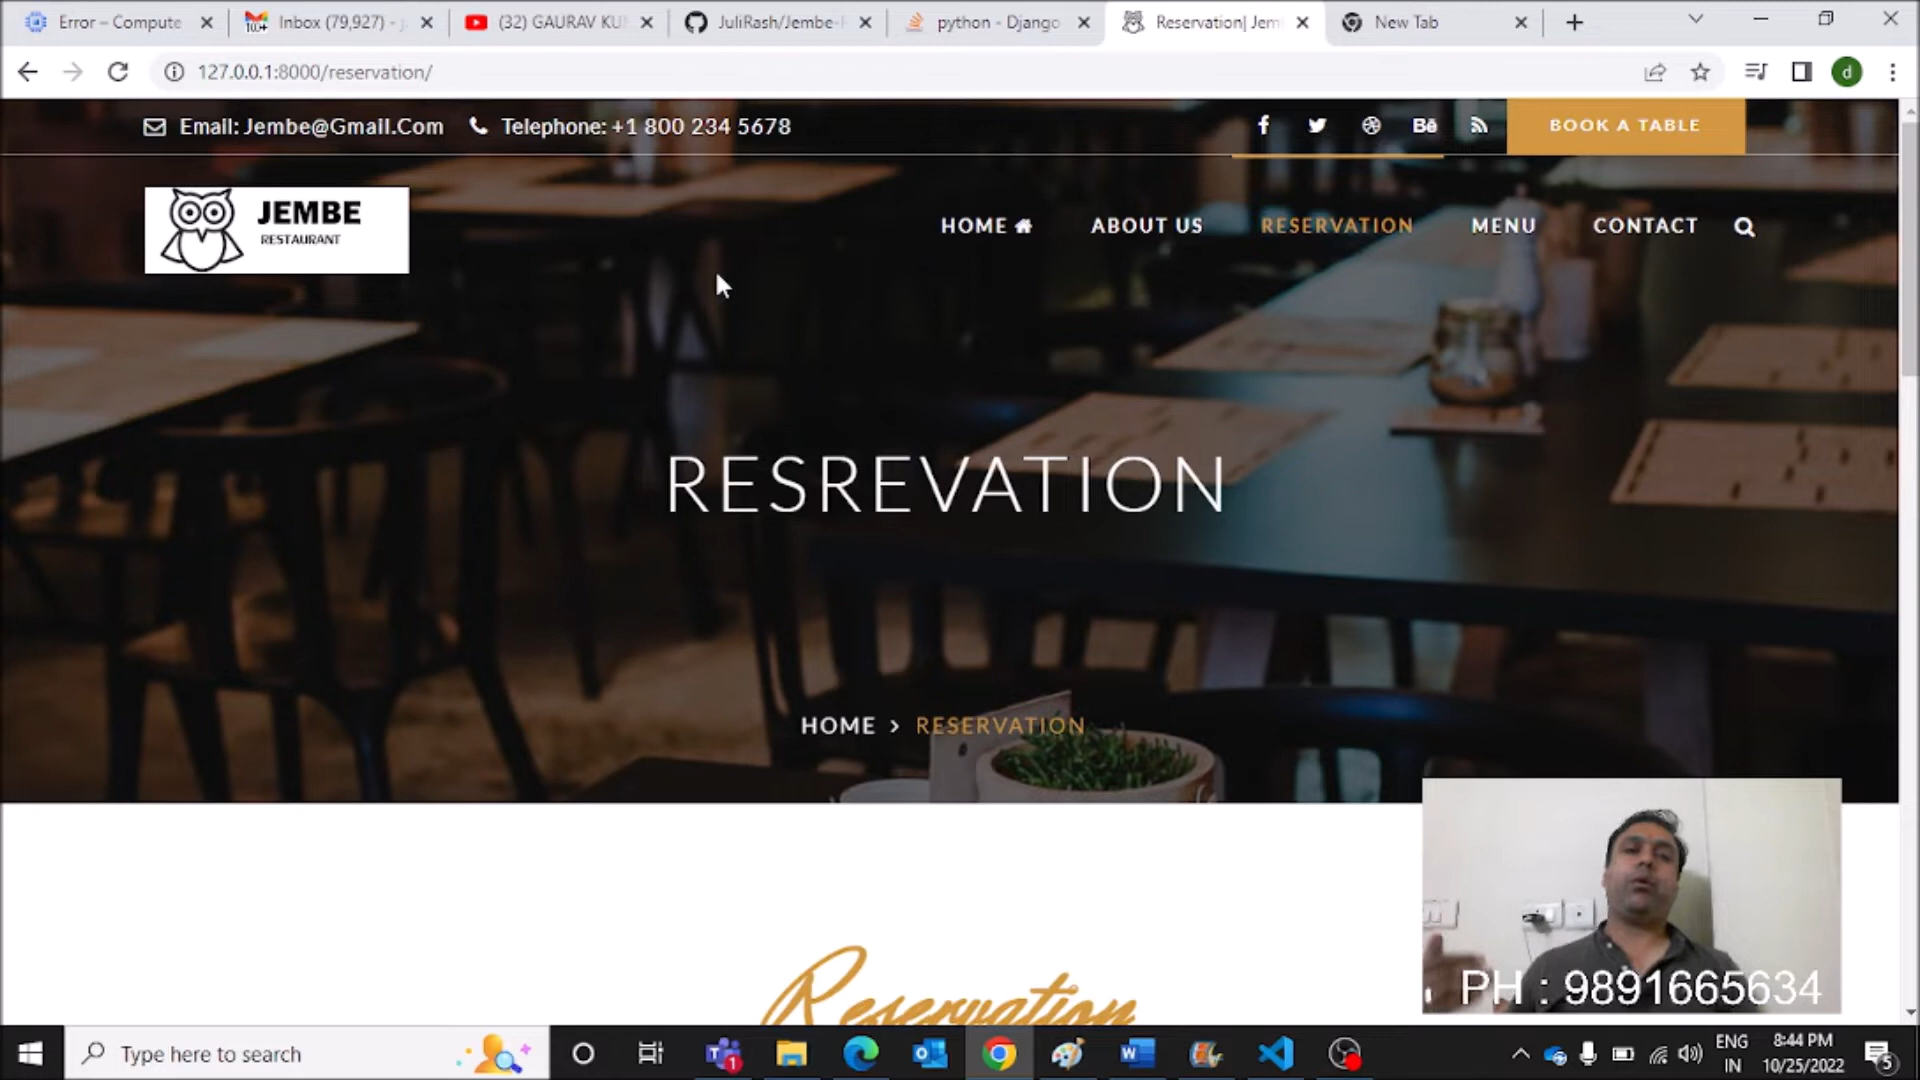 Error – Compute
Inbox (79,927) -
(32) GAURAV KU
JuliRash/Jembe-
python - Django
Reservation| Jem
New Tab
127.0.0.1:8000/reservation/
d
Email: Jembe@Gmail.Com
Telephone: +1 800 234 5678
Bē
BOOK A TABLE
JEMBE
RESTAURANT
HOME
ABOUT US
RESERVATION
MENU
CONTACT
RESREVATION
HOME > RESERVATION
Reservation
PH : 9891665634
Type here to search
1
ENG
IN
8:44 PM
10/25/2022
5